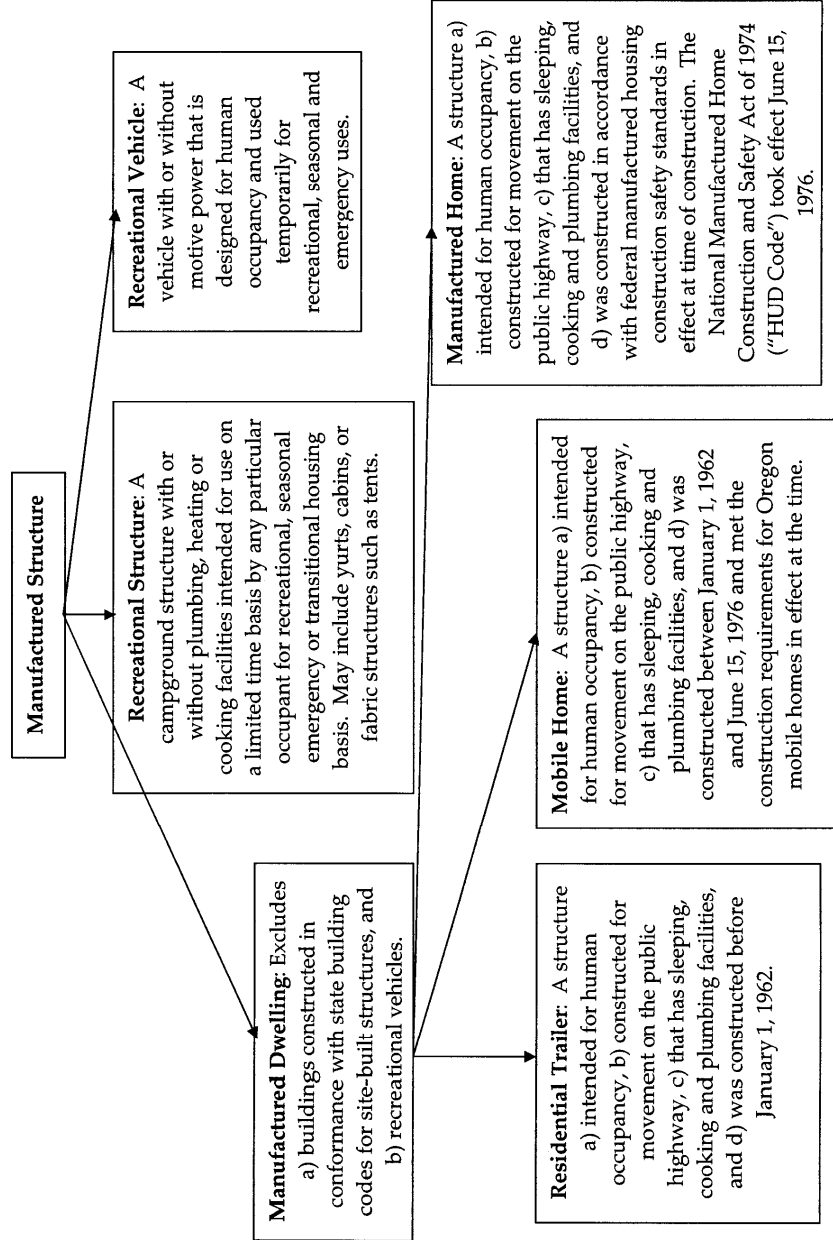 Manufactured Structure
Manufactured Dwelling: Excludes
a) buildings constructed in
conformance with state building
codes for site-built structures, and
b) recreational vehicles.
Recreational Structure: A
campground structure with or
without plumbing, heating or
cooking facilities intended for use on
a limited time basis by any particular
occupant for recreational, seasonal
emergency or transitional housing
basis. May include yurts, cabins, or
fabric structures such as tents.
Recreational Vehicle: A
vehicle with or without
motive power that is
designed for human
occupancy and used
temporarily for
recreational, seasonal and
emergency uses.
Residential Trailer: A structure
a) intended for human
occupancy, b) constructed for
movement on the public
highway, c) that has sleeping,
cooking and plumbing facilities,
and d) was constructed before
January 1, 1962.
Mobile Home: A structure a) intended
for human occupancy, b) constructed
for movement on the public highway,
c) that has sleeping, cooking and
plumbing facilities, and d) was
constructed between January 1, 1962
and June 15, 1976 and met the
construction requirements for Oregon
mobile homes in effect at the time.
Manufactured Home: A structure a)
intended for human occupancy, b)
constructed for movement on the
public highway, c) that has sleeping,
cooking and plumbing facilities, and
d) was constructed in accordance
with federal manufactured housing
construction safety standards in
effect at time of construction. The
National Manufactured Home
Construction and Safety Act of 1974
("HUD Code") took effect June 15,
1976.